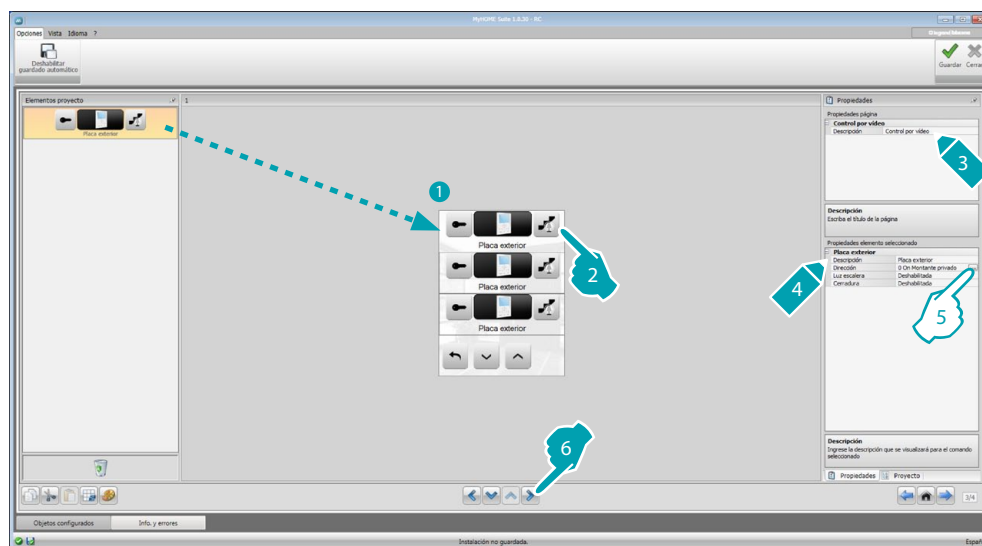 MyHOME Suite 1.0.30 - RC
Opciones Vista Idioma ?
Deshabilitar
guardado automático
Guardar Cerrar
Elementos proyecto
1
Placa exterior
1
Placa exterior
2
Placa exterior
Placa exterior
Propiedades
Propiedades página
Control por vídeo
Descripción Control por vídeo
3
Descripción
Escriba el título de la página
Propiedades elemento seleccionado
Placa exterior
Descripción Placa exterior
Dirección 0 On Montante privado
Luz escalera Deshabilitada
Cerradura Deshabilitada
4
5
6
Descripción
Ingrese la descripción que se visualizará para el comando
seleccionado
Propiedades Proyecto
3/4
Objetos configurados Info. y errores
Instalación no guardada.
Españ